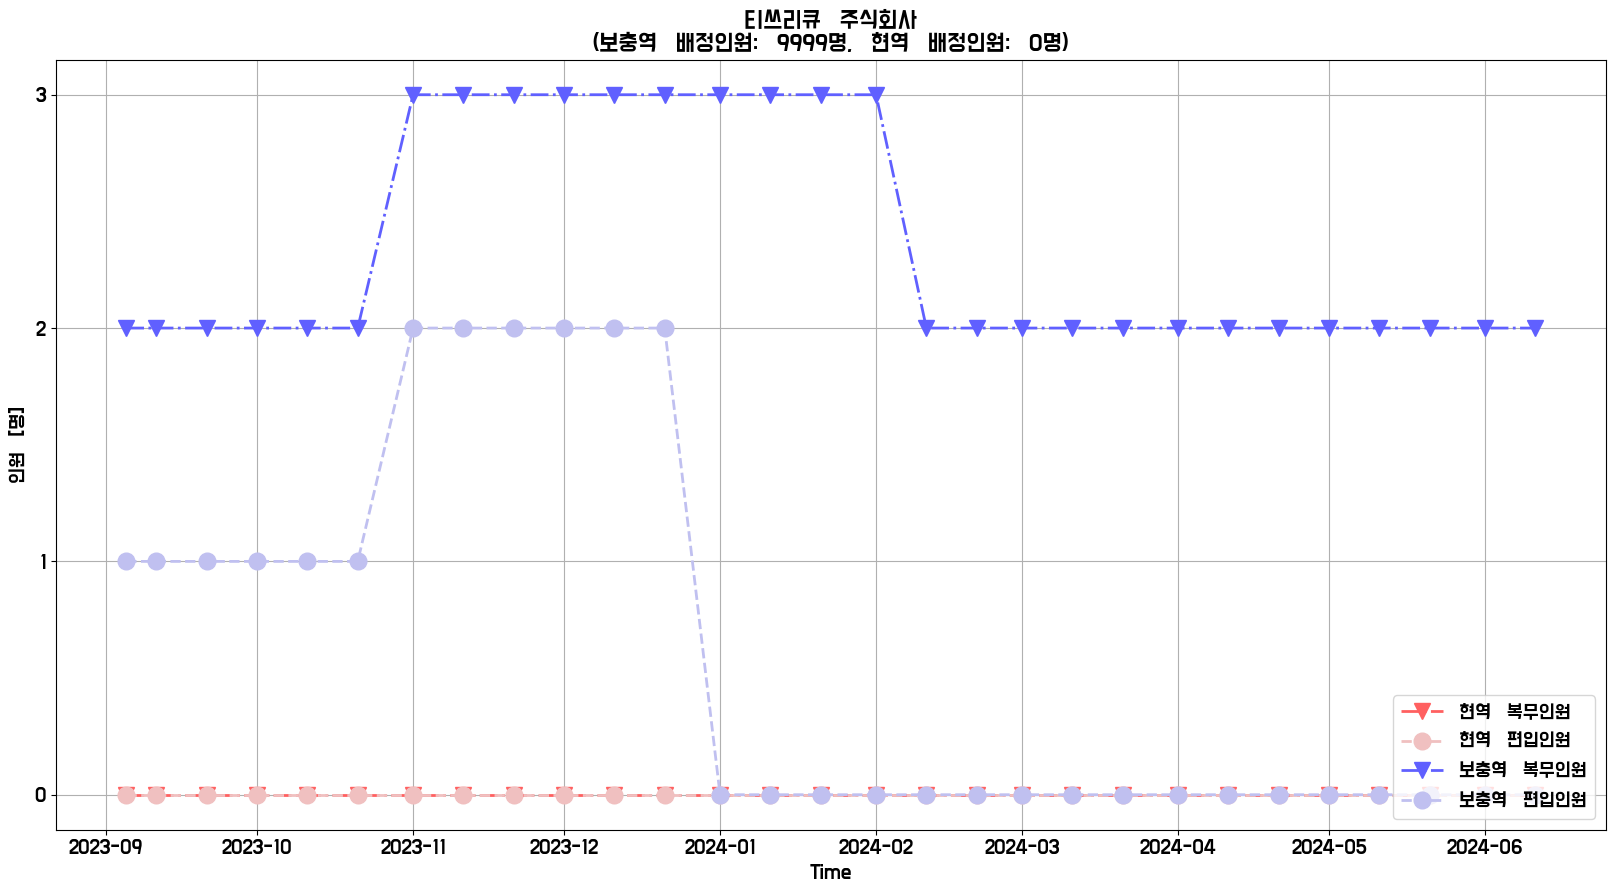 티쓰리큐 주식회사
(보충역 배정인원: 9999명, 현역 배정인원: 0명)
3
2
1
0
인원 [명]
2023-09 2023-10 2023-11 2023-12 2024-01 2024-02 2024-03 2024-04 2024-05 2024-06
Time
현역 복무인원
현역 편입인원
보충역 복무인원
보충역 편입인원